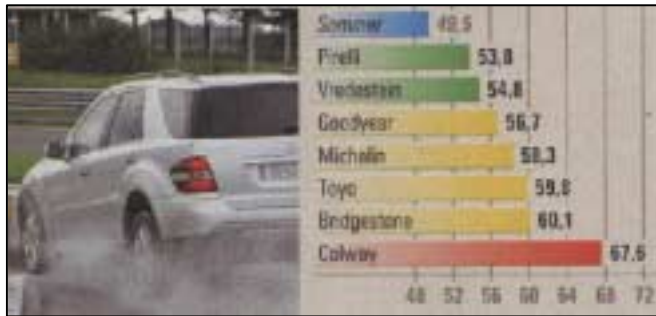 Sommer 49,5
Pirelli 53,8
Vredestein 54,8
Goodyear 56,7
Michelin 58,3
Toyo 59,8
Bridgestone 60,1
Colway 67,6
48 52 56 60 64 68 72